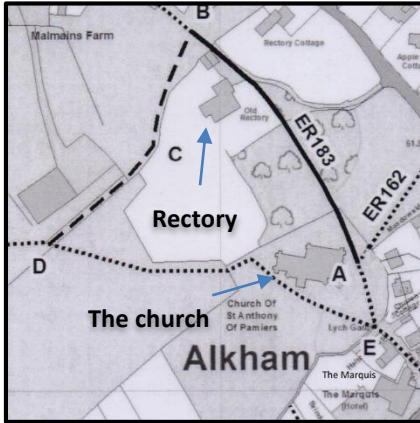 B
Malmains Farm
Rectory Cottage
Old
Rectory
C
ER183
Rectory
ER162
D
A
The church
Church Of
St Anthony
Of Pamiers
Lych
E
Alkham
The Marquis
The Marquis
(Hotel)